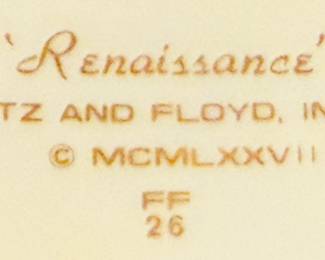 'Renaissance'
TZ AND FLOYD, IN
© MCMLXXVII
FF
26